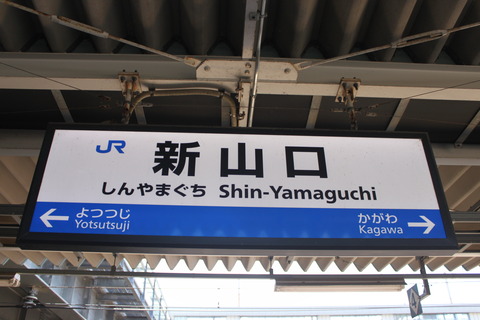 JR 新山口
しんやまぐち Shin-Yamaguchi
よつつじ かがわ
Yotsutsuji Kagawa